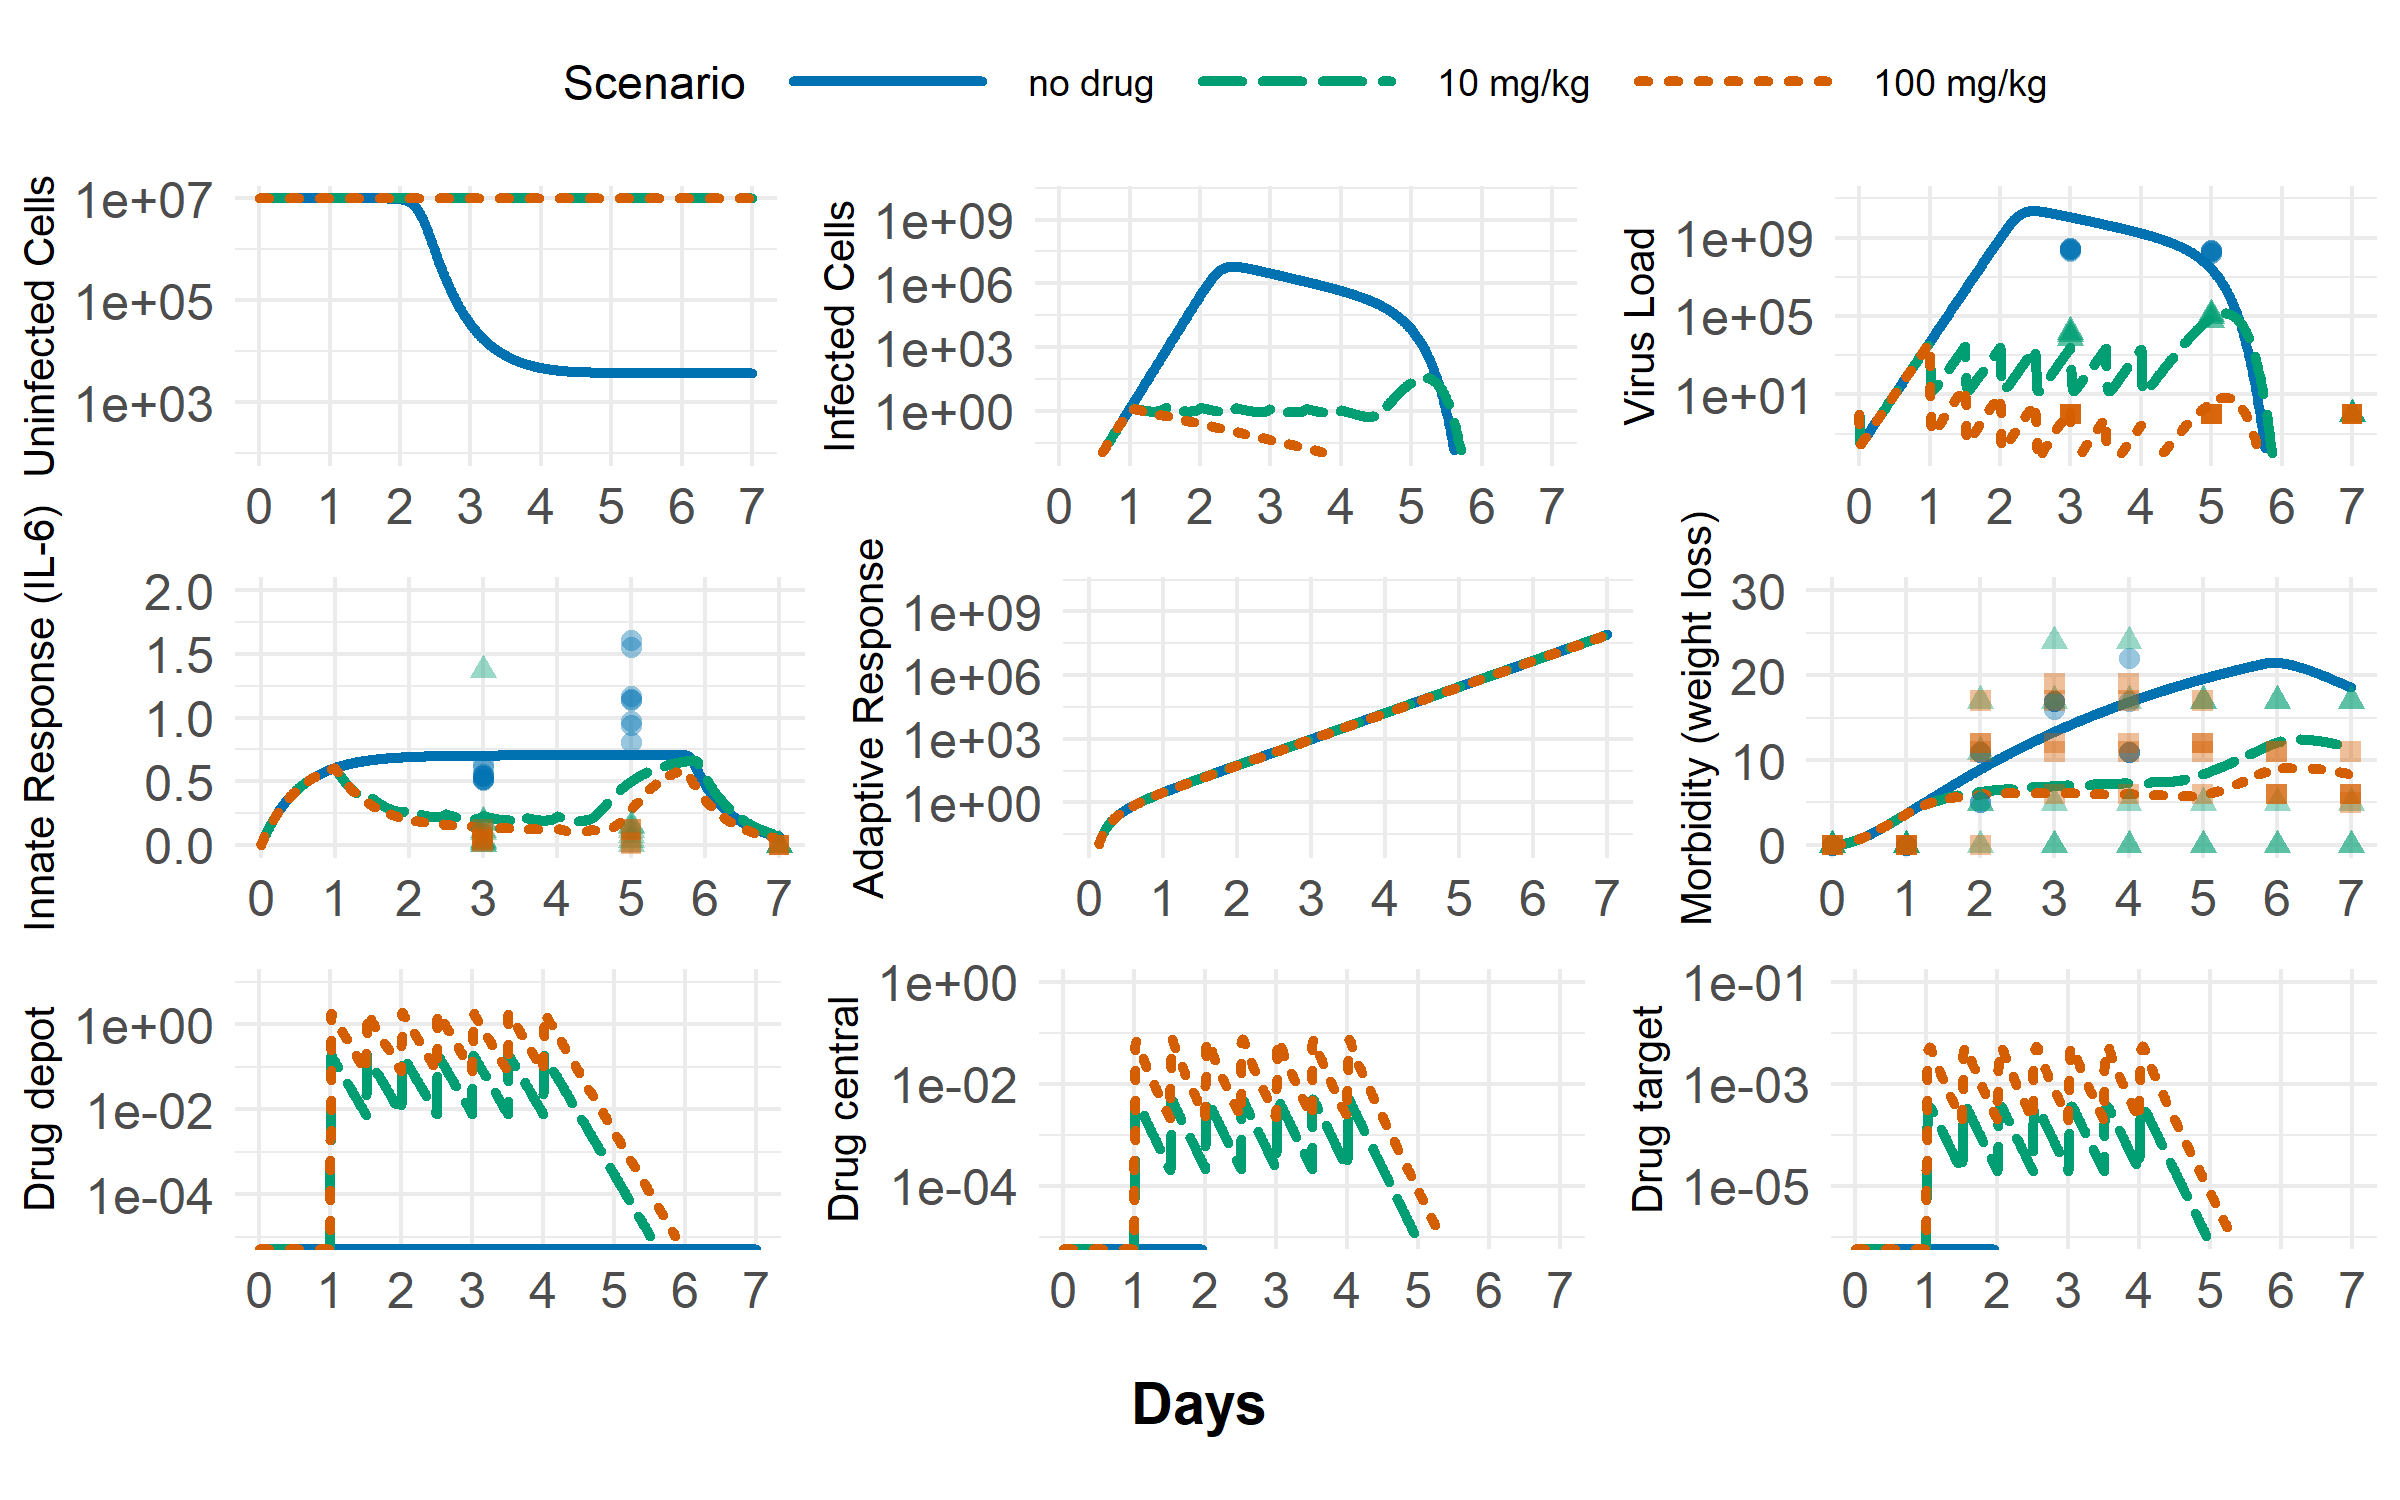 Scenario no drug 10 mg/kg 100 mg/kg
Uninfected Cells
1e+07
1e+05
1e+03
0 1 2 3 4 5 6 7
Infected Cells
1e+09
1e+06
1e+03
1e+00
0 1 2 3 4 5 6 7
Virus Load
1e+09
1e+05
1e+01
0 1 2 3 4 5 6 7
Innate Response (IL-6)
2.0
1.5
1.0
0.5
0.0
0 1 2 3 4 5 6 7
Adaptive Response
1e+09
1e+06
1e+03
1e+00
0 1 2 3 4 5 6 7
Morbidity (weight loss)
30
20
10
0
0 1 2 3 4 5 6 7
Drug depot
1e+00
1e-02
1e-04
0 1 2 3 4 5 6 7
Drug central
1e+00
1e-02
1e-04
0 1 2 3 4 5 6 7
Drug target
1e-01
1e-03
1e-05
0 1 2 3 4 5 6 7
Days